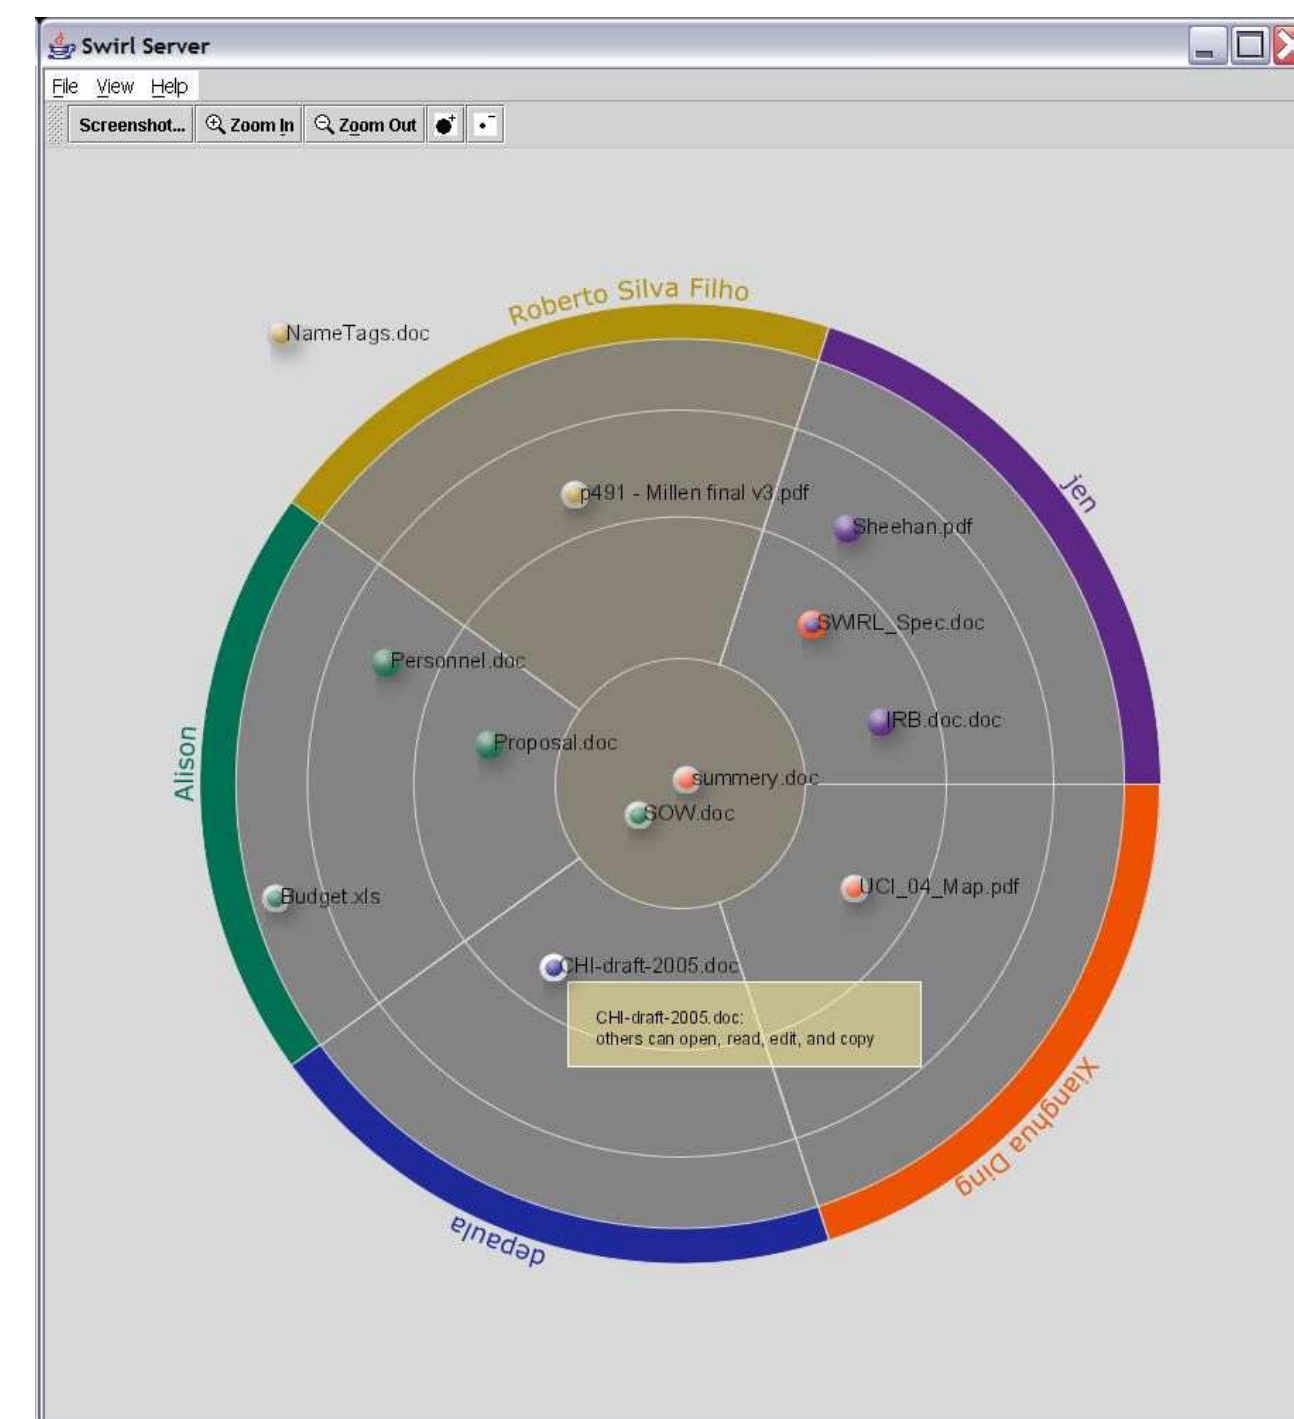 Swirl Server
File View Help
Screenshot... Zoom In Zoom Out
Roberto Silva Filho
NameTags.doc
jen
p491 - Millen final v3.pdf
Sheehan.pdf
SWIRL_Spec.doc
Personnel.doc
IRB.doc.doc
Alison
Proposal.doc
summery.doc
SOW.doc
UCI_04_Map.pdf
Budget.xls
CHI-draft-2005.doc
CHI-draft-2005.doc:
others can open, read, edit, and copy
Xianghua Ding
depaula